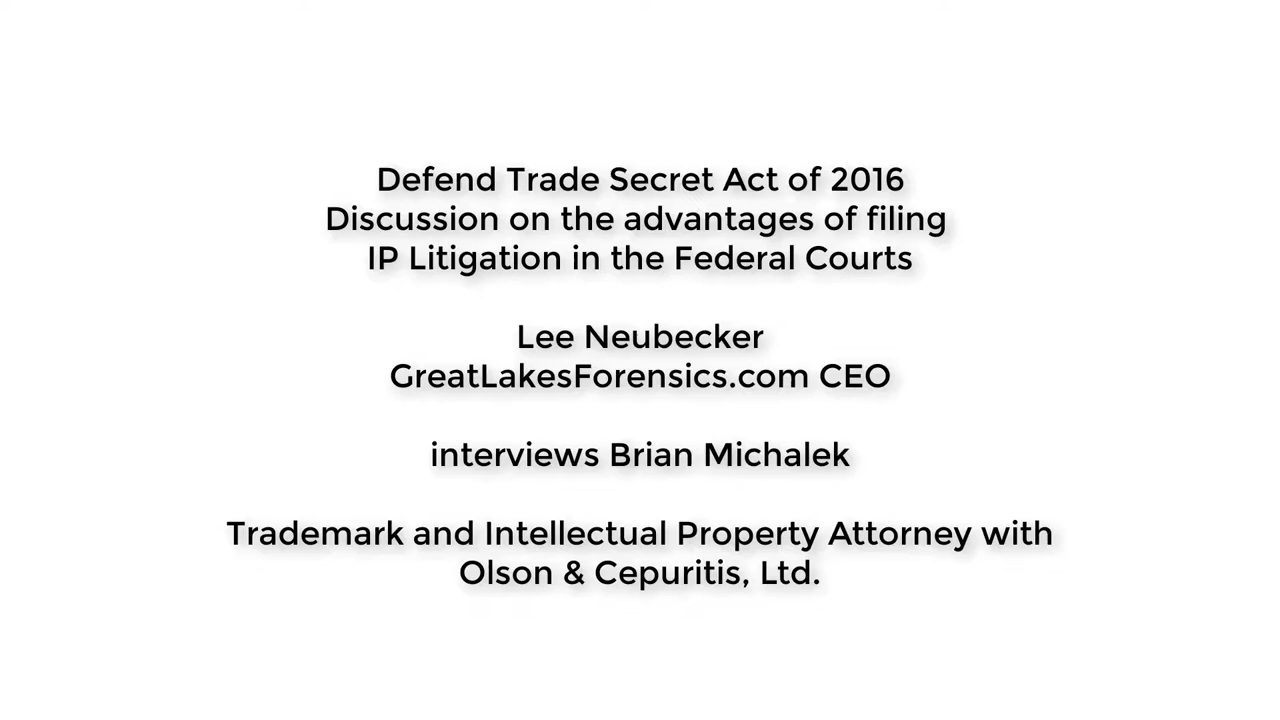 Defend Trade Secret Act of 2016
Discussion on the advantages of filing
IP Litigation in the Federal Courts
Lee Neubecker
GreatLakesForensics.com CEO
interviews Brian Michalek
Trademark and Intellectual Property Attorney with
Olson & Cepuritis, Ltd.